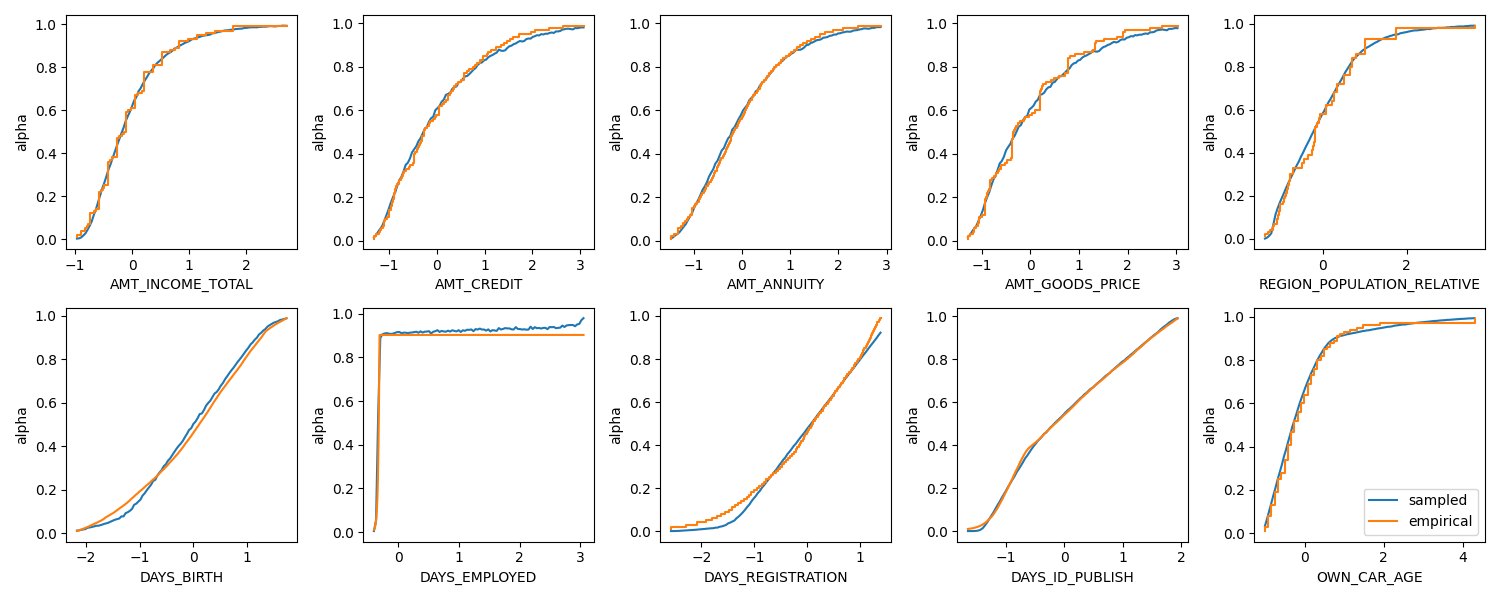 1.0
0.8
0.6
0.4
0.2
0.0
alpha
−1 0 1 2
AMT_INCOME_TOTAL
1.0
0.8
0.6
0.4
0.2
0.0
alpha
−1 0 1 2 3
AMT_CREDIT
1.0
0.8
0.6
0.4
0.2
0.0
alpha
−1 0 1 2 3
AMT_ANNUITY
1.0
0.8
0.6
0.4
0.2
0.0
alpha
−1 0 1 2 3
AMT_GOODS_PRICE
1.0
0.8
0.6
0.4
0.2
0.0
alpha
0 2
REGION_POPULATION_RELATIVE
1.0
0.8
0.6
0.4
0.2
0.0
alpha
−2 −1 0 1
DAYS_BIRTH
1.0
0.8
0.6
0.4
0.2
0.0
alpha
0 1 2 3
DAYS_EMPLOYED
1.0
0.8
0.6
0.4
0.2
0.0
alpha
−2 −1 0 1
DAYS_REGISTRATION
1.0
0.8
0.6
0.4
0.2
0.0
alpha
−1 0 1 2
DAYS_ID_PUBLISH
1.0
0.8
0.6
0.4
0.2
0.0
alpha
sampled
empirical
0 2 4
OWN_CAR_AGE